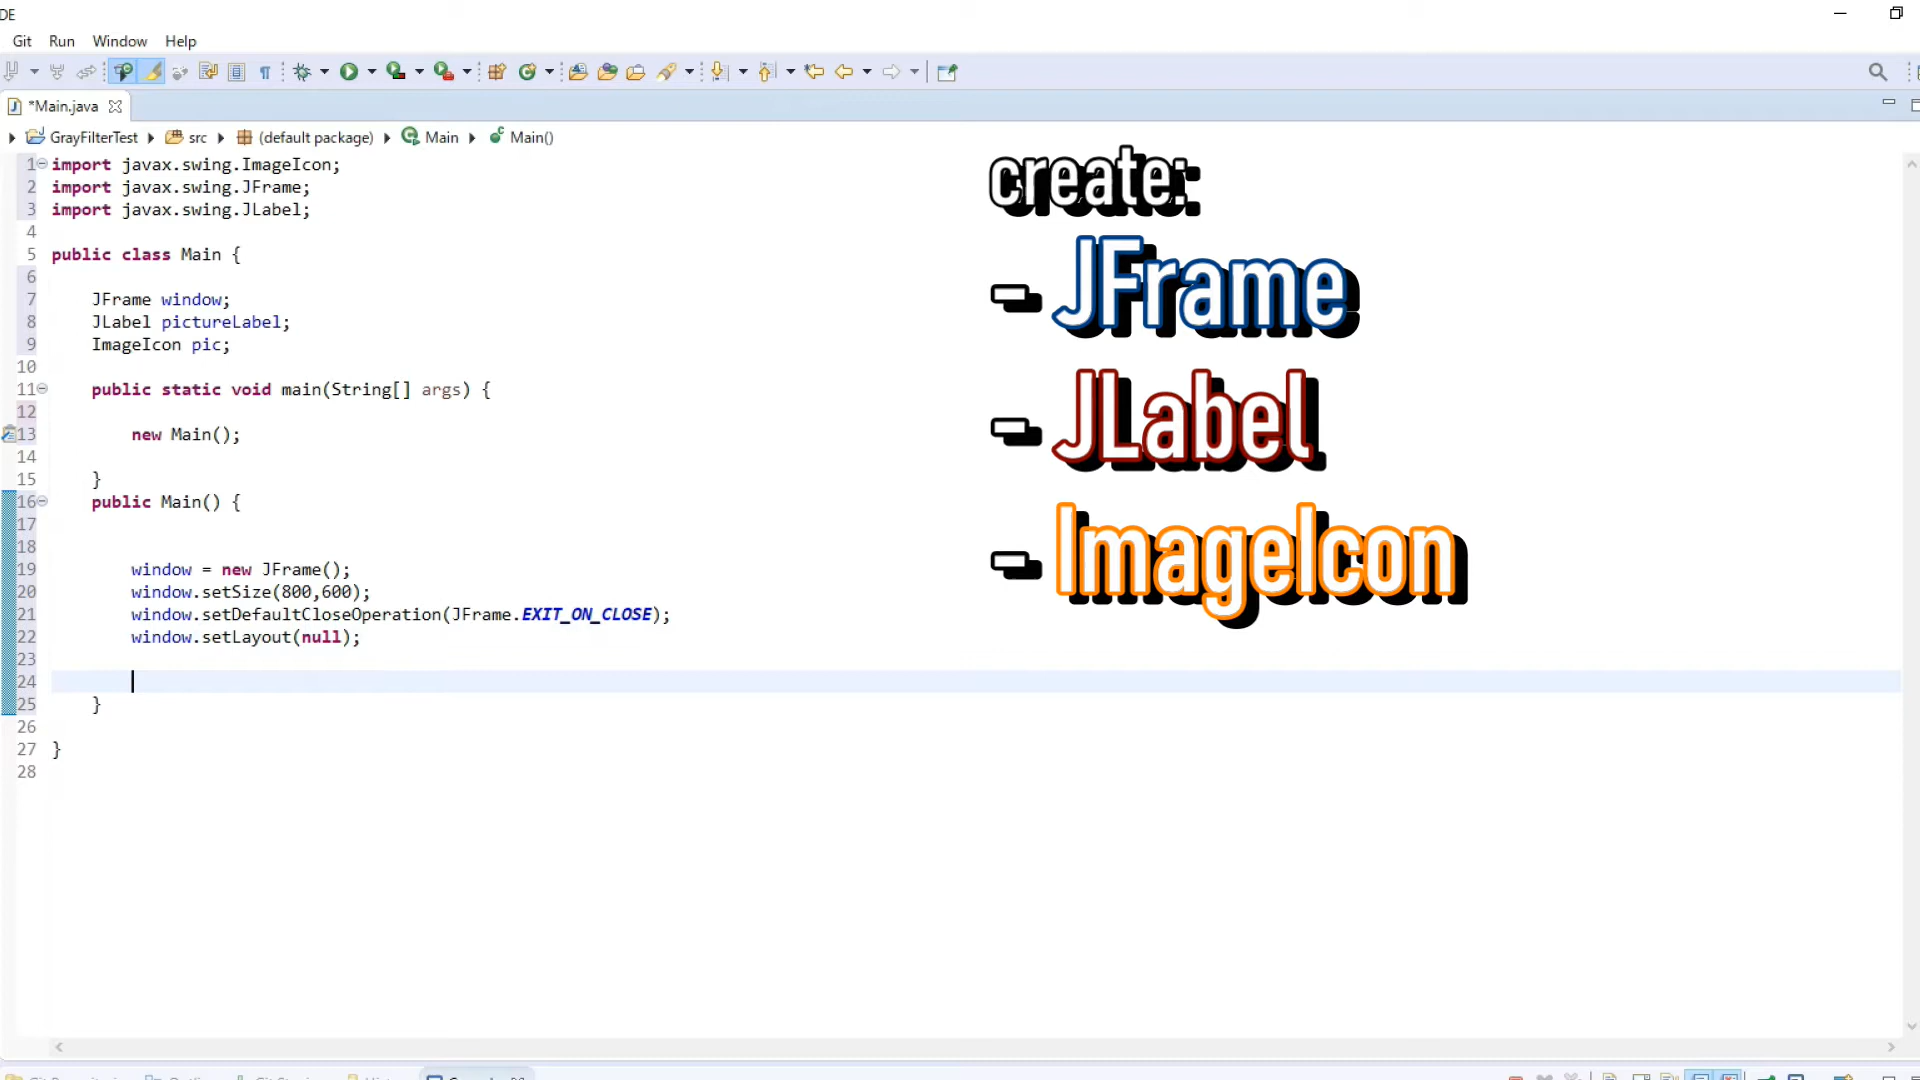 DE
Git Run Window Help
*Main.java
GrayFilterTest src (default package) Main Main()
1 import javax.swing.ImageIcon;
2 import javax.swing.JFrame;
3 import javax.swing.JLabel;
4
5 public class Main {
6
7 JFrame window;
8 JLabel pictureLabel;
9 ImageIcon pic;
10
11 public static void main(String[] args) {
12
13 new Main();
14
15 }
16 public Main() {
17
18
19 window = new JFrame();
20 window.setSize(800,600);
21 window.setDefaultCloseOperation(JFrame.EXIT_ON_CLOSE);
22 window.setLayout(null);
23
24
25 }
26
27 }
28
create:
- JFrame
- JLabel
- ImageIcon